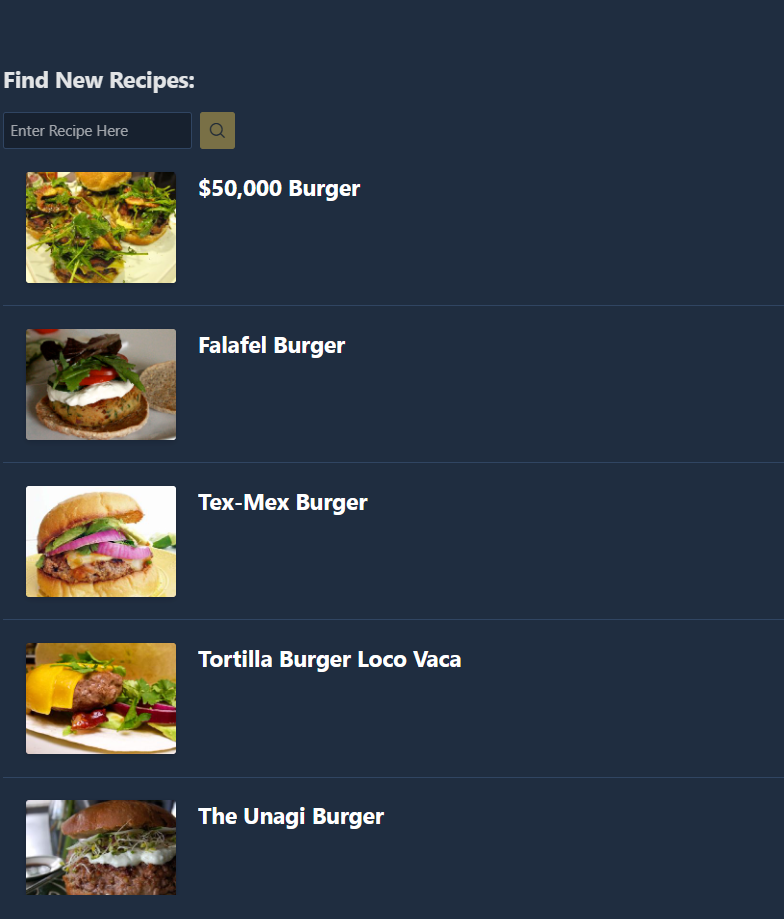 Find New Recipes:
Enter Recipe Here
$50,000 Burger
Falafel Burger
Tex-Mex Burger
Tortilla Burger Loco Vaca
The Unagi Burger